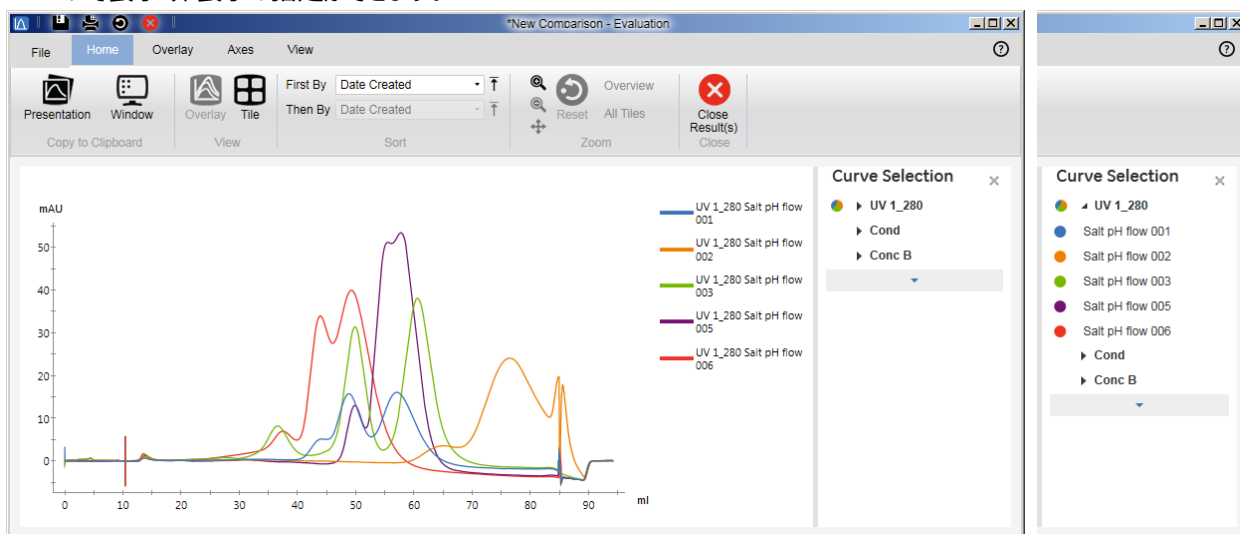 *New Comparison - Evaluation
File Home Overlay Axes View
First By Date Created
Then By Date Created
Presentation Window
Copy to Clipboard
Overlay Tile
View
Sort
Reset
Overview
All Tiles
Zoom
Close
Result(s)
Close
mAU
50
40
30
20
10
0
0 10 20 30 40 50 60 70 80 90 ml
UV 1_280 Salt pH flow
001
UV 1_280 Salt pH flow
002
UV 1_280 Salt pH flow
003
UV 1_280 Salt pH flow
005
UV 1_280 Salt pH flow
006
Curve Selection
UV 1_280
Cond
Conc B
Curve Selection
UV 1_280
Salt pH flow 001
Salt pH flow 002
Salt pH flow 003
Salt pH flow 005
Salt pH flow 006
Cond
Conc B